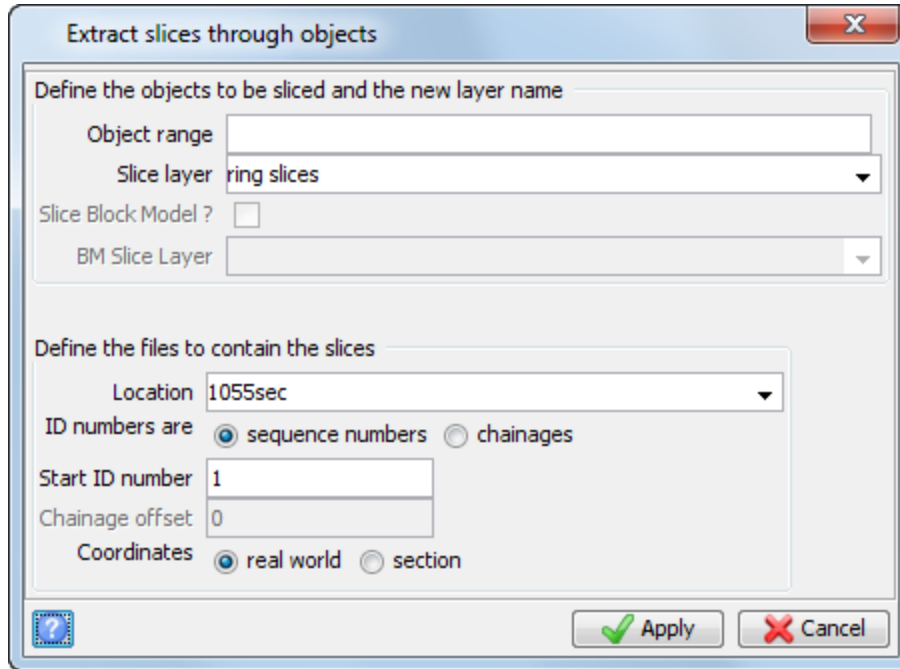 Extract slices through objects
Define the objects to be sliced and the new layer name
Object range
Slice layer ring slices
Slice Block Model ?
BM Slice Layer
Define the files to contain the slices
Location 1055sec
ID numbers are sequence numbers chainages
Start ID number 1
Chainage offset 0
Coordinates real world section
? Apply Cancel